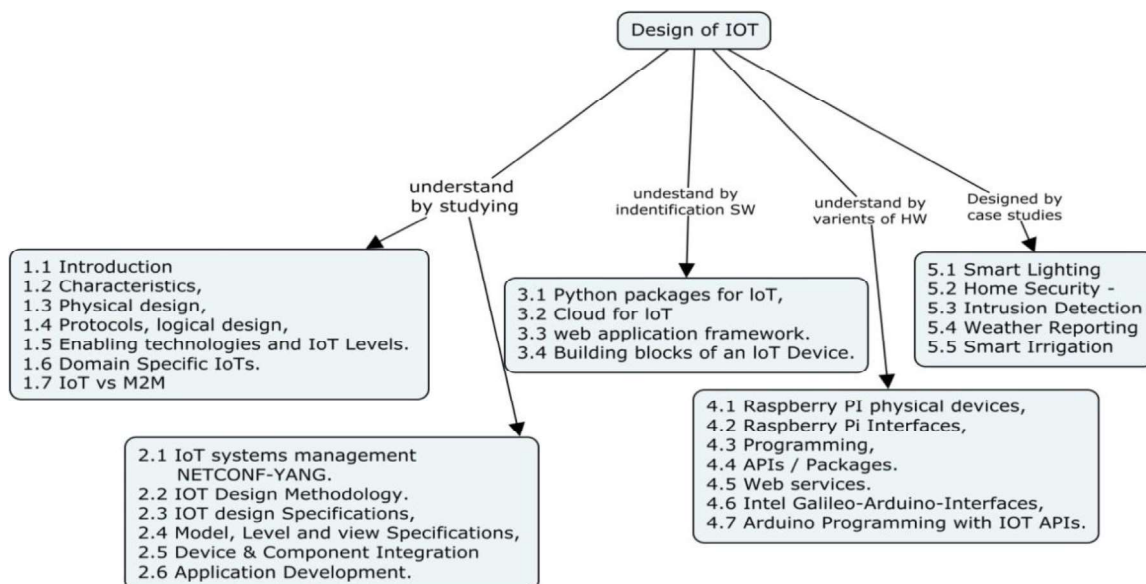 Design of IOT
understand
by studying
undestand by
indentification SW
understand by
varients of HW
Designed by
case studies
1.1 Introduction
1.2 Characteristics,
1.3 Physical design,
1.4 Protocols, logical design,
1.5 Enabling technologies and IoT Levels.
1.6 Domain Specific IoTs.
1.7 IoT vs M2M
2.1 IoT systems management
NETCONF-YANG.
2.2 IOT Design Methodology.
2.3 IOT design Specifications,
2.4 Model, Level and view Specifications,
2.5 Device & Component Integration
2.6 Application Development.
3.1 Python packages for IoT,
3.2 Cloud for IoT
3.3 web application framework.
3.4 Building blocks of an IoT Device.
4.1 Raspberry PI physical devices,
4.2 Raspberry Pi Interfaces,
4.3 Programming,
4.4 APIs / Packages.
4.5 Web services.
4.6 Intel Galileo-Arduino-Interfaces,
4.7 Arduino Programming with IOT APIs.
5.1 Smart Lighting
5.2 Home Security -
5.3 Intrusion Detection
5.4 Weather Reporting
5.5 Smart Irrigation